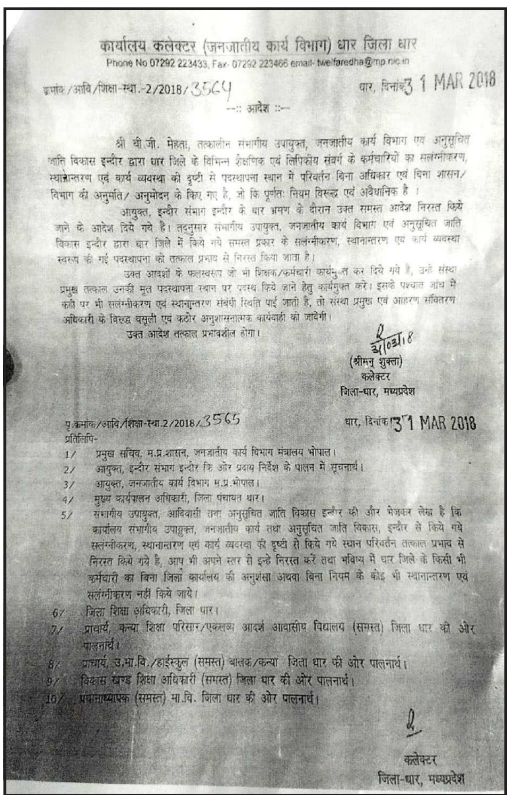 कार्यालय कलेक्टर (जनजातीय कार्य विभाग) धार जिला धार
Phone No 07292 223433, Fax- 07292 223466 email- twelfaredha@mp.nic.in
क्रमांक/आवि/शिक्षा-स्था.-2/2018/3564 धार, दिनांक 31 MAR 2018
--:: आदेश ::--
श्री बी.जी. मेहता, तत्कालीन संभागीय उपायुक्त, जनजातीय कार्य विभाग एवं अनुसूचित
जाति विकास इन्दौर द्वारा धार जिले के विभिन्न शैक्षणिक एवं लिपिकीय संवर्ग के कर्मचारियों का सलंग्नीकरण,
स्थानान्तरण एवं कार्य व्यवस्था की दृष्टी से पदस्थापना स्थान में परिवर्तन बिना अधिकार एवं बिना शासन/
विभाग की अनुमति/ अनुमोदन के किए गए है, जो कि पूर्णतः नियम विरूद्ध एवं अवैधानिक है ।
आयुक्त, इन्दौर संभाग इन्दौर के धार भ्रमण के दौरान उक्त समस्त आदेश निरस्त किये
जाने के आदेश दिये गये है। तद्नुसार संभागीय उपायुक्त, जनजातीय कार्य विभाग एवं अनुसूचित जाति
विकास इन्दौर द्वारा धार जिले में किये गये समस्त प्रकार के सलंग्नीकरण, स्थानान्तरण एवं कार्य व्यवस्था
स्वरूप की गई पदस्थापना को तत्काल प्रभाव से निरस्त किया जाता है।
उक्त आदेशों के फलस्वरूप जो भी शिक्षक/कर्मचारी कार्यमुक्त कर दिये गये है, उन्हे संस्था
प्रमुख तत्काल उनकी मूल पदस्थापना स्थान पर पदस्थ किये जाने हेतु कार्यमुक्त करे। इसके पश्चात जांच में
कही पर भी सलंग्नीकरण एवं स्थानान्तरण संबंधी स्थिति पाई जाती है, तो संस्था प्रमुख एवं आहरण संवितरण
अधिकारी के विरूद्ध वसूली एवं कठोर अनुशासनात्मक कार्यवाही की जावेगी।
उक्त आदेश तत्काल प्रभावशील होगा।
31/03/18
(श्रीमन् शुक्ला)
कलेक्टर
जिला-धार, मध्यप्रदेश
पृ.क्रमांक/आवि/शिक्षा-स्था.2/2018/3565 धार, दिनांक 31 MAR 2018
प्रतिलिपि-
1/ प्रमुख सचिव, म.प्र.शासन, जनजातीय कार्य विभाग मंत्रालय भोपाल।
2/ आयुक्त, इन्दौर संभाग इन्दौर कि ओर प्रदाय निर्देश के पालन में सूचनार्थ।
3/ आयुक्त, जनजातीय कार्य विभाग म.प्र.भोपाल।
4/ मुख्य कार्यपालन अधिकारी, जिला पंचायत धार।
5/ संभागीय उपायुक्त, आदिवासी तथा अनुसूचित जाति विकास इन्दौर की और भेजकर लेख है कि
कार्यालय संभागीय उपायुक्त, जनजातीय कार्य तथा अनुसूचित जाति विकास, इन्दौर से किये गये
सलंग्नीकरण, स्थानातरण एवं कार्य व्यवस्था की दृष्टी से किये गये स्थान परिवर्तन तत्काल प्रभाव से
निरस्त किये गये है, आप भी अपने स्तर से इन्हे निरस्त करें तथा भविष्य में धार जिले के किसी भी
कर्मचारी का बिना जिला कार्यालय की अनुशंसा अथवा बिना नियम के कोई भी स्थानान्तरण एवं
सलंग्नीकरण नहीं किये जाये।
6/ जिला शिक्षा अधिकारी, जिला धार।
7/ प्राचार्य, कन्या शिक्षा परिसर/एकलव्य आदर्श आवासीय विद्यालय (समस्त) जिला धार की ओर
पालनार्थ।
8/ प्राचार्य, उ.मा.वि./हाईस्कूल (समस्त) बालक/कन्या जिला धार की ओर पालनार्थ।
9/ विकास खण्ड शिक्षा अधिकारी (समस्त) जिला धार की ओर पालनार्थ।
10/ प्रधानाध्यापक (समस्त) मा.वि. जिला धार की ओर पालनार्थ।
कलेक्टर
जिला-धार, मध्यप्रदेश